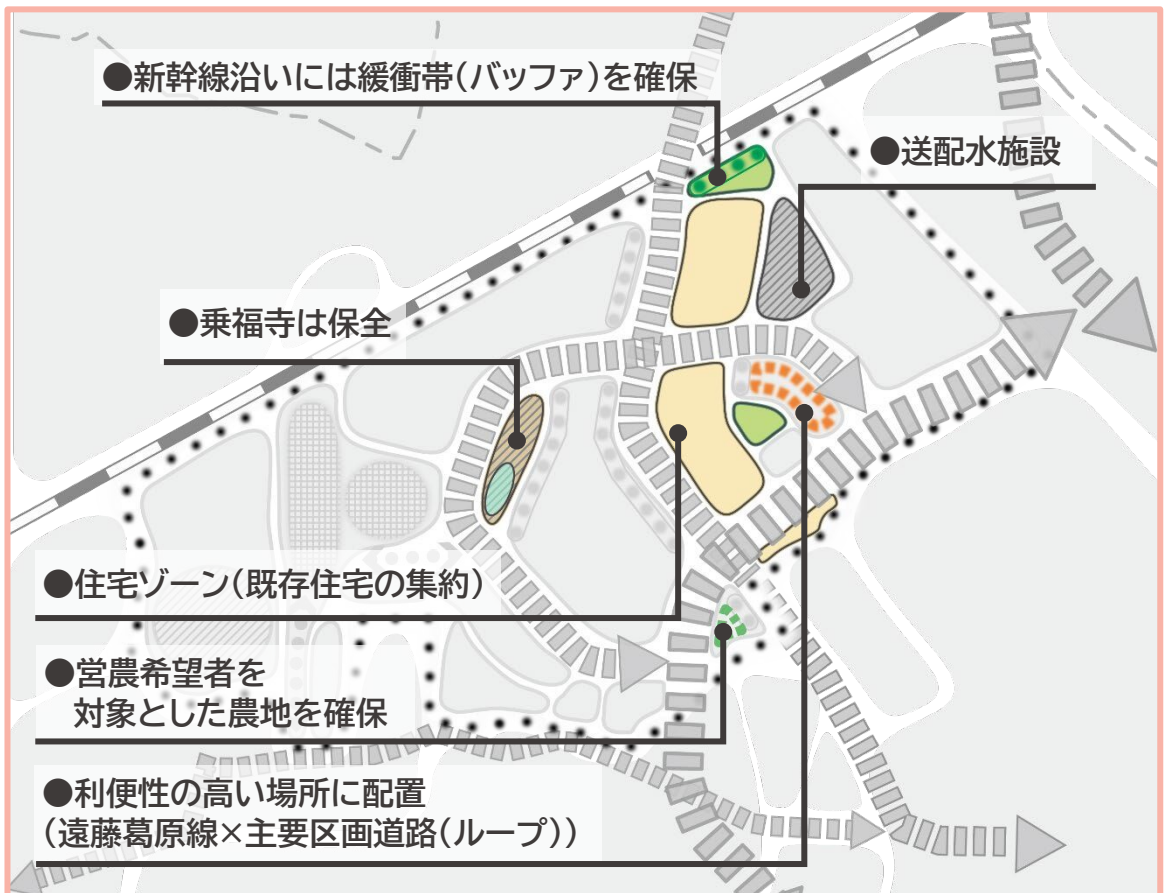 ●新幹線沿いには緩衝帯(バッファ)を確保
●送配水施設
●乗福寺は保全
●住宅ゾーン(既存住宅の集約)
●営農希望者を
対象とした農地を確保
●利便性の高い場所に配置
(遠藤葛原線×主要区画道路(ループ))